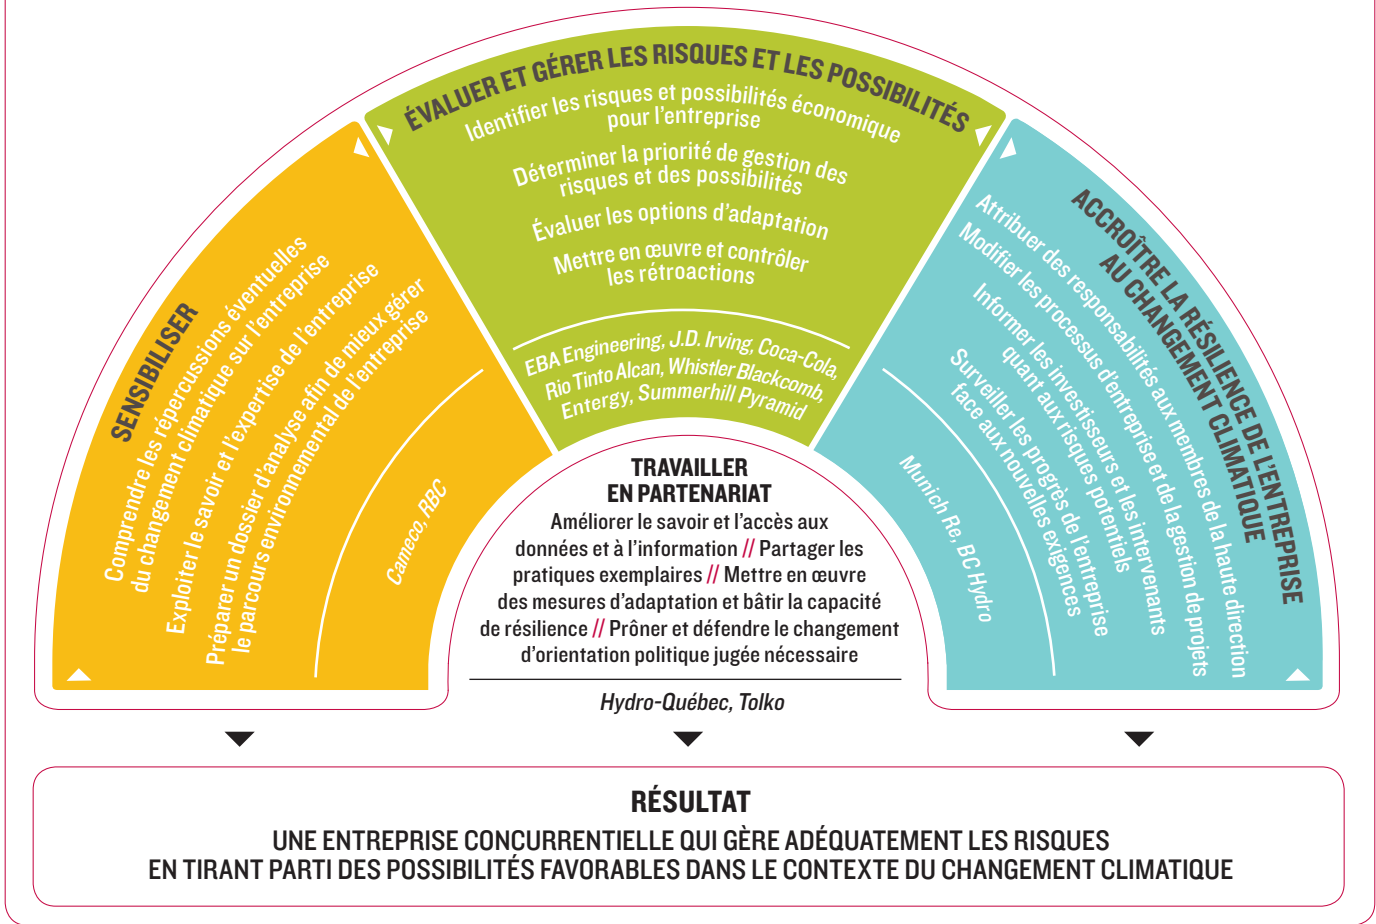 SENSIBILISER
Comprendre les répercussions éventuelles
du changement climatique sur l'entreprise
Exploiter le savoir et l'expertise de l'entreprise
Préparer un dossier d'analyse afin de mieux gérer
le parcours environnemental de l'entreprise
Cameco, RBC
ÉVALUER ET GÉRER LES RISQUES ET LES POSSIBILITÉS
Identifier les risques et possibilités économique
pour l'entreprise
Déterminer la priorité de gestion des
risques et des possibilités
Évaluer les options d'adaptation
Mettre en œuvre et contrôler
les rétroactions
EBA Engineering, J.D. Irving, Coca-Cola,
Rio Tinto Alcan, Whistler Blackcomb,
Entergy, Summerhill Pyramid
ACCROÎTRE LA RÉSILIENCE DE L'ENTREPRISE
AU CHANGEMENT CLIMATIQUE
Attribuer des responsabilités aux membres de la haute direction
Modifier les processus d'entreprise et de la gestion de projets
Informer les investisseurs et les intervenants
quant aux risques potentiels
Surveiller les progrès de l'entreprise
face aux nouvelles exigences
Munich Re, BC Hydro
TRAVAILLER
EN PARTENARIAT
Améliorer le savoir et l'accès aux
données et à l'information // Partager les
pratiques exemplaires // Mettre en œuvre
des mesures d'adaptation et bâtir la capacité
de résilience // Prôner et défendre le changement
d'orientation politique jugée nécessaire
Hydro-Québec, Tolko
RÉSULTAT
UNE ENTREPRISE CONCURRENTIELLE QUI GÈRE ADÉQUATEMENT LES RISQUES
EN TIRANT PARTI DES POSSIBILITÉS FAVORABLES DANS LE CONTEXTE DU CHANGEMENT CLIMATIQUE